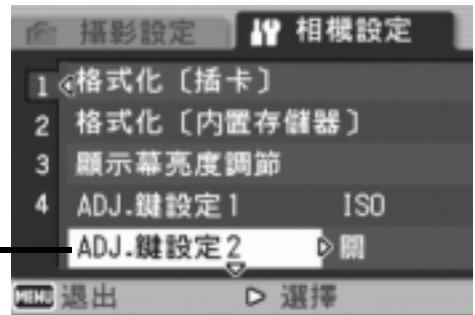 攝影設定 相機設定
1 格式化〔插卡〕
2 格式化〔内置存儲器〕
3 顯示幕亮度調節
4 ADJ.鍵設定1 ISO
ADJ.鍵設定2 開
MENU 退出 選擇